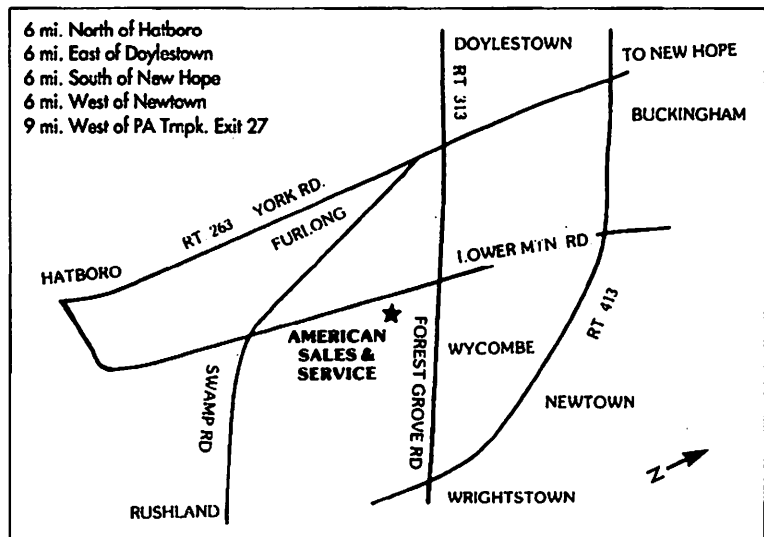 6 mi. North of Hatboro
6 mi. East of Doylestown
6 mi. South of New Hope
6 mi. West of Newtown
9 mi. West of PA Tmpk. Exit 27
DOYLESTOWN
TO NEW HOPE
RT 313
BUCKINGHAM
RT 263 YORK RD.
FURLONG
LOWER MTN RD
HATBORO
RT 413
AMERICAN
SALES &
SERVICE
FOREST GROVE RD
WYCOMBE
SWAMP RD
NEWTOWN
N
WRIGHTSTOWN
RUSHLAND